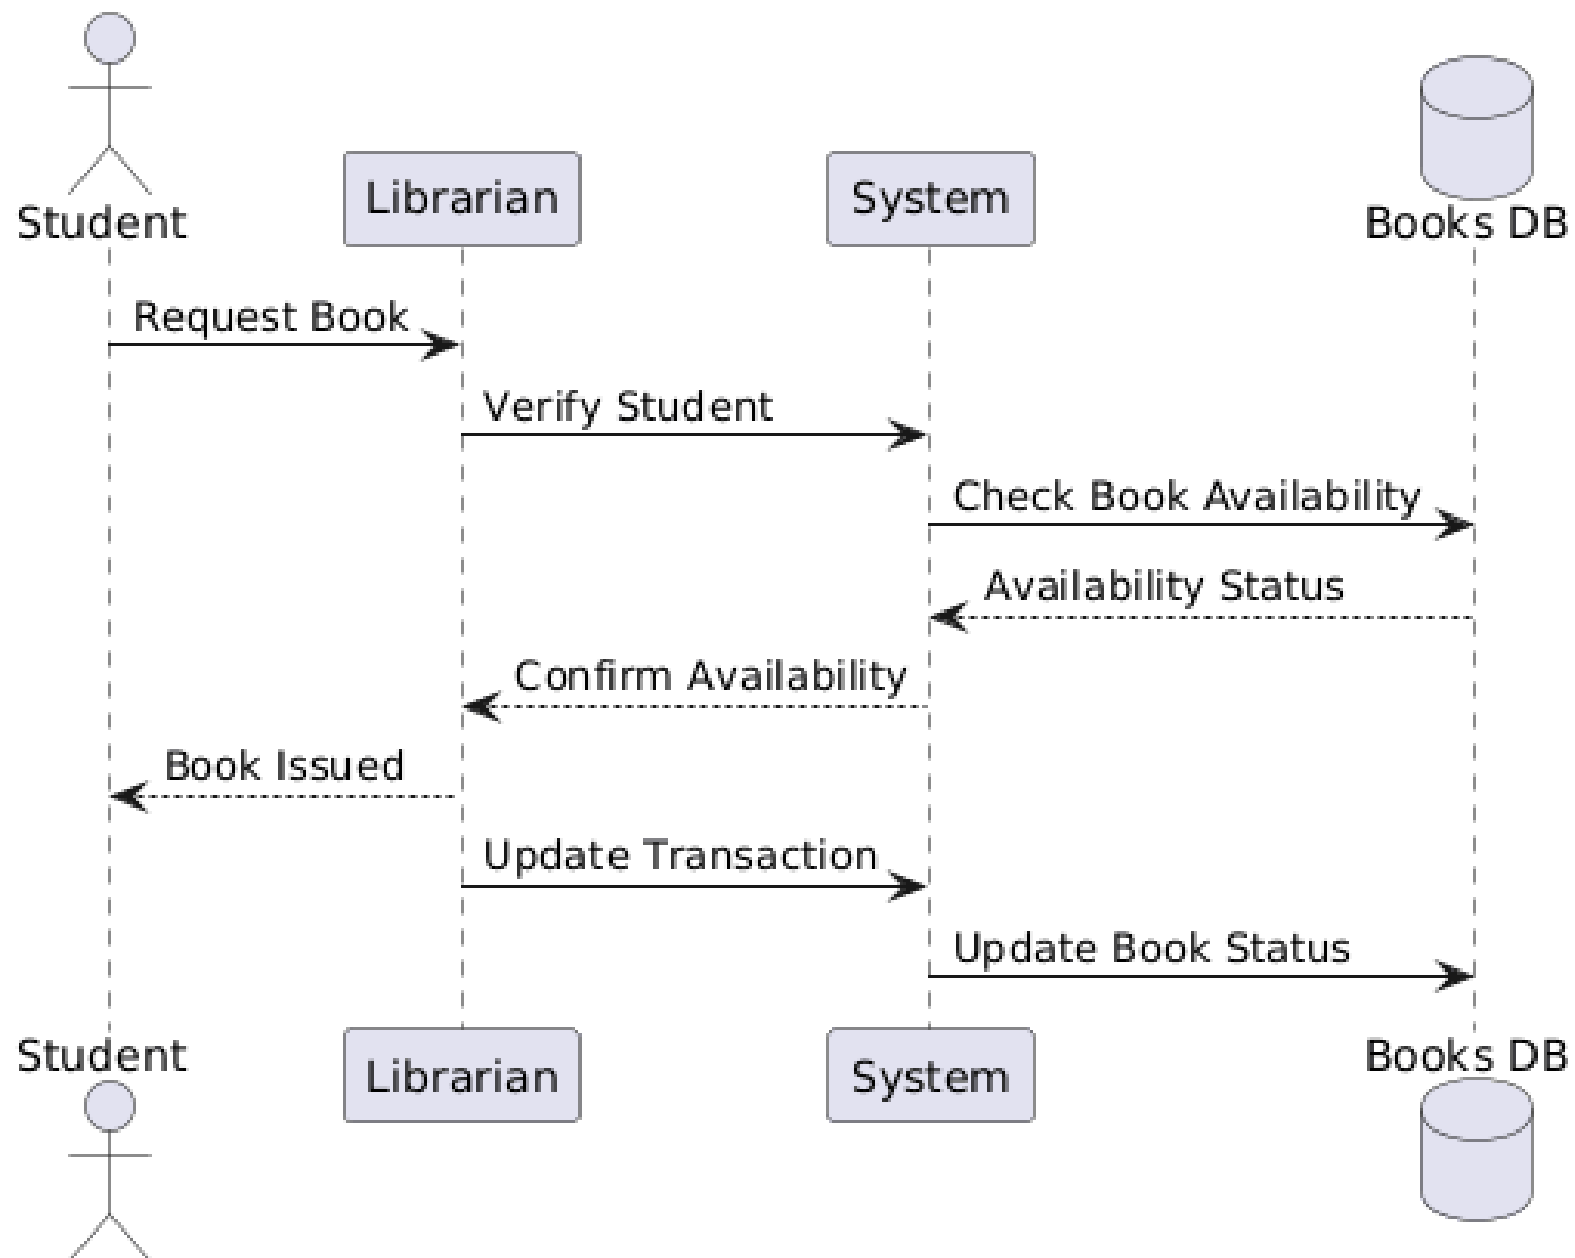 Student
Librarian
System
Books DB
Request Book
Verify Student
Check Book Availability
Availability Status
Confirm Availability
Book Issued
Update Transaction
Update Book Status
Student
Librarian
System
Books DB